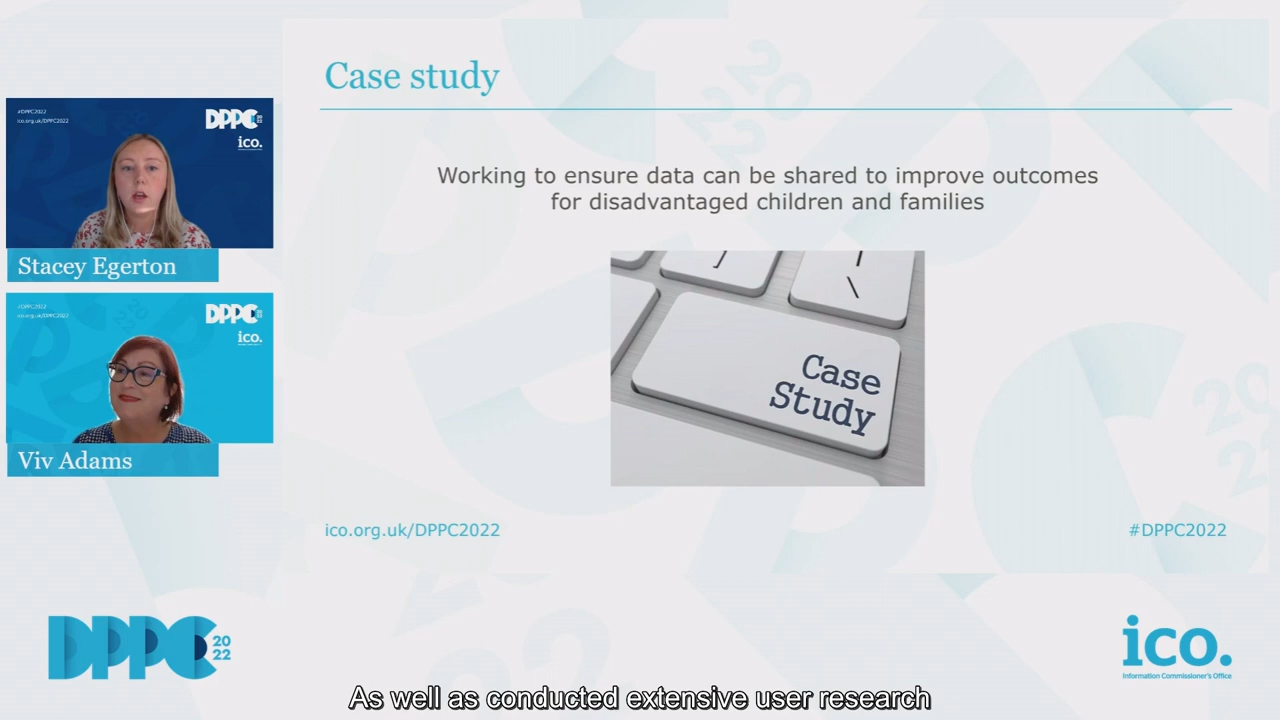 Case study
#DPPC2022
ico.org.uk/DPPC2022
DPPC 2022
ico.
Stacey Egerton
#DPPC2022
ico.org.uk/DPPC2022
DPPC 2022
ico.
Viv Adams
Working to ensure data can be shared to improve outcomes
for disadvantaged children and families
]
\
Case
Study
ico.org.uk/DPPC2022
#DPPC2022
DPPC 20
22
ico.
Information Commissioner's Office
As well as conducted extensive user research